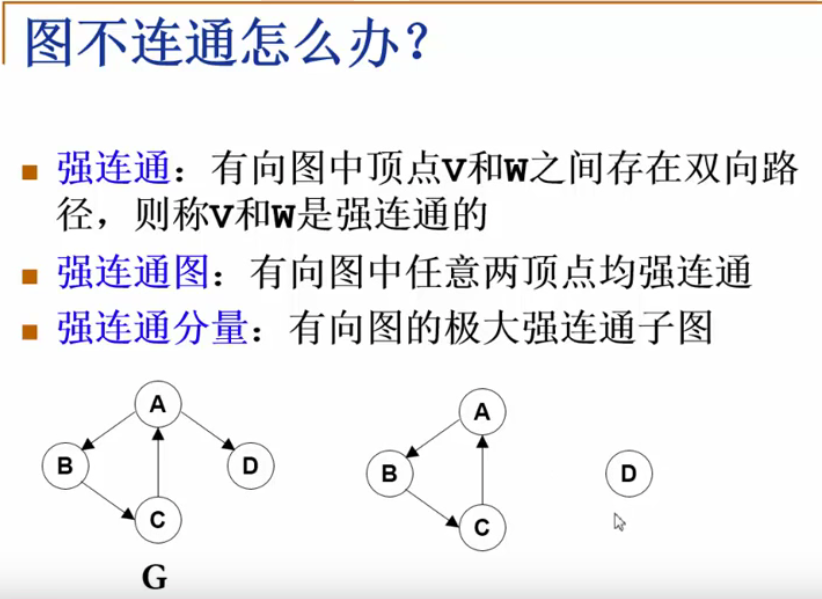 图不连通怎么办？
强连通：有向图中顶点V和W之间存在双向路
径，则称V和W是强连通的
强连通图：有向图中任意两顶点均强连通
强连通分量：有向图的极大强连通子图
A
B
D
C
G
A
B
C
D